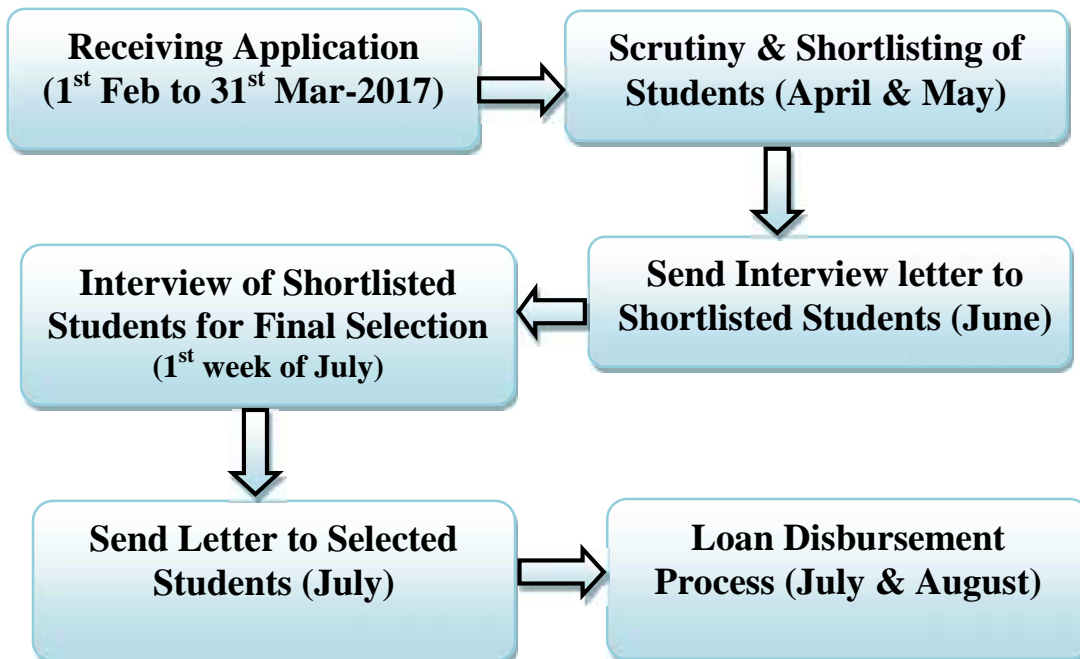 Receiving Application
(1st Feb to 31st Mar-2017)
Scrutiny & Shortlisting of
Students (April & May)
Send Interview letter to
Shortlisted Students (June)
Interview of Shortlisted
Students for Final Selection
(1st week of July)
Send Letter to Selected
Students (July)
Loan Disbursement
Process (July & August)